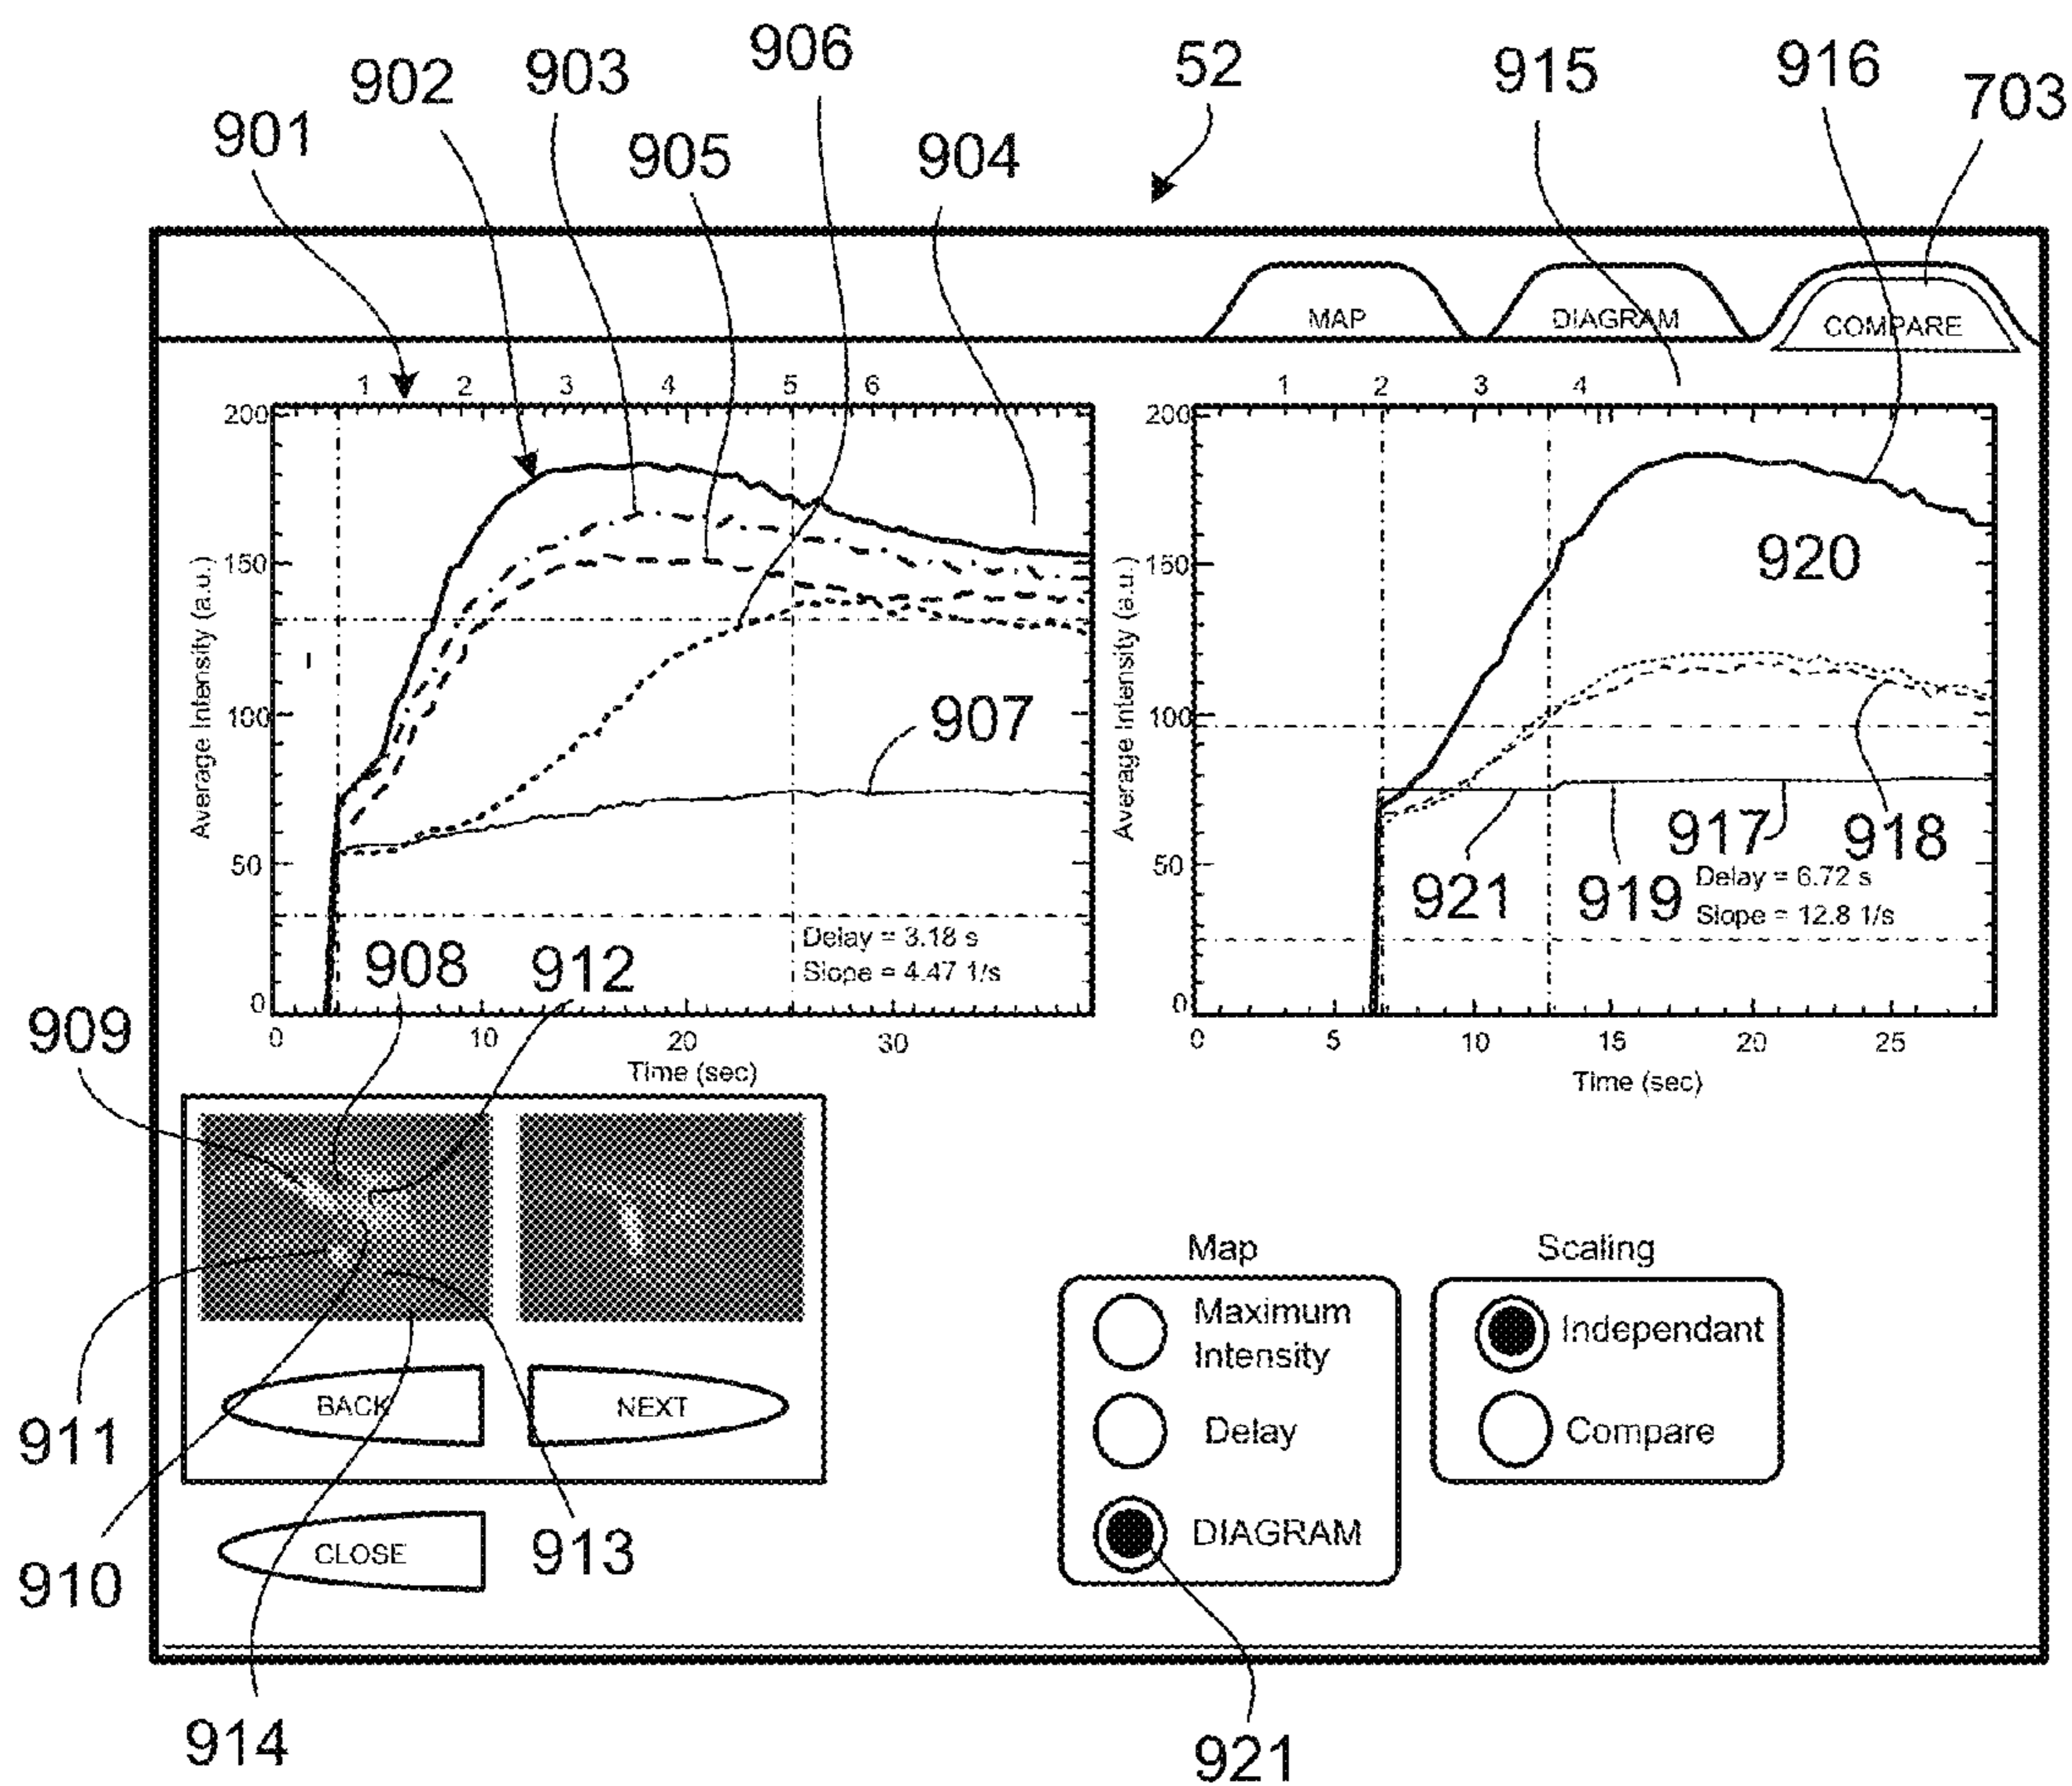 906
52
915
916
902
903
703
901
905
904
MAP
DIAGRAM
COMPARE
1 2 3 4 5 6
1 2 3 4
200
150
100
50
0
Average Intensity (a.u.)
907
Delay = 3.18 s
Slope = 4.47 1/s
908
912
0 10 20 30
Time (sec)
200
150
100
50
0
Average Intensity (a.u.)
920
921
919
917
918
Delay = 6.72 s
Slope = 12.8 1/s
0 5 10 15 20 25
Time (sec)
909
BACK
NEXT
911
CLOSE
910
913
914
Map
Maximum
Intensity
Delay
DIAGRAM
Scaling
Independant
Compare
921